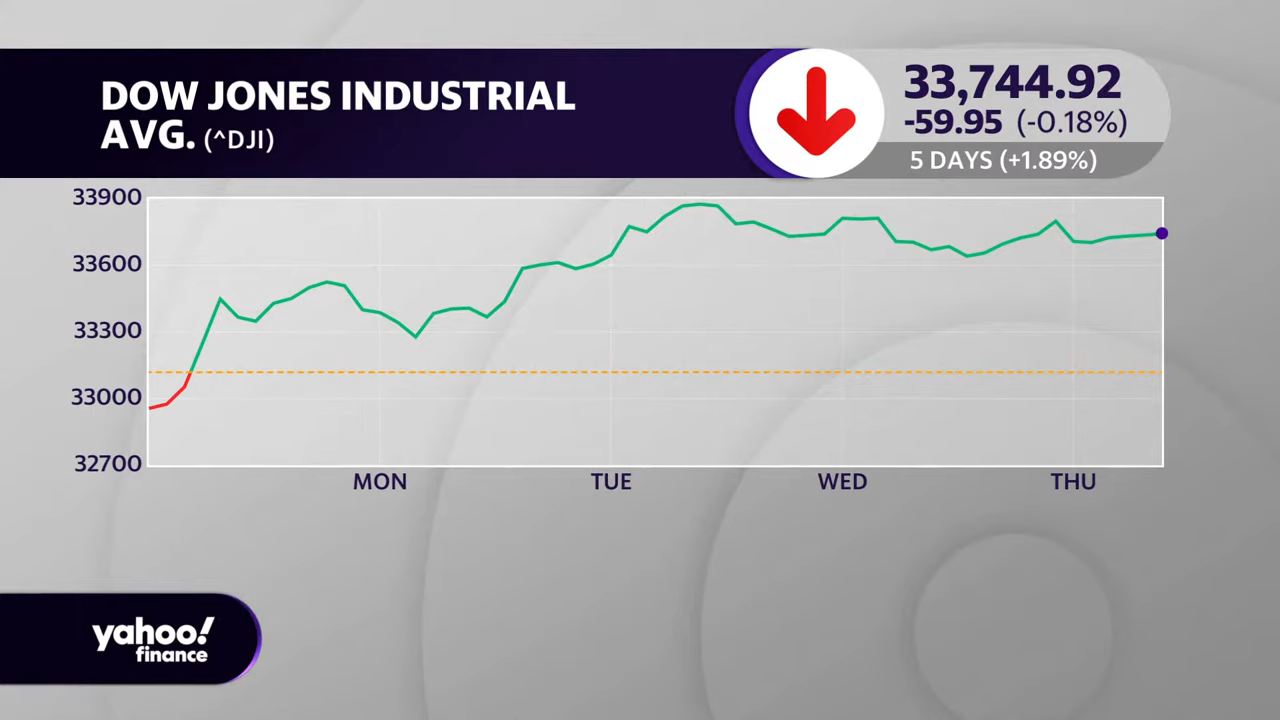 DOW JONES INDUSTRIAL
AVG. (^DJI)
33,744.92
-59.95 (-0.18%)
5 DAYS (+1.89%)
33900
33600
33300
33000
32700
MON TUE WED THU
yahoo!
finance